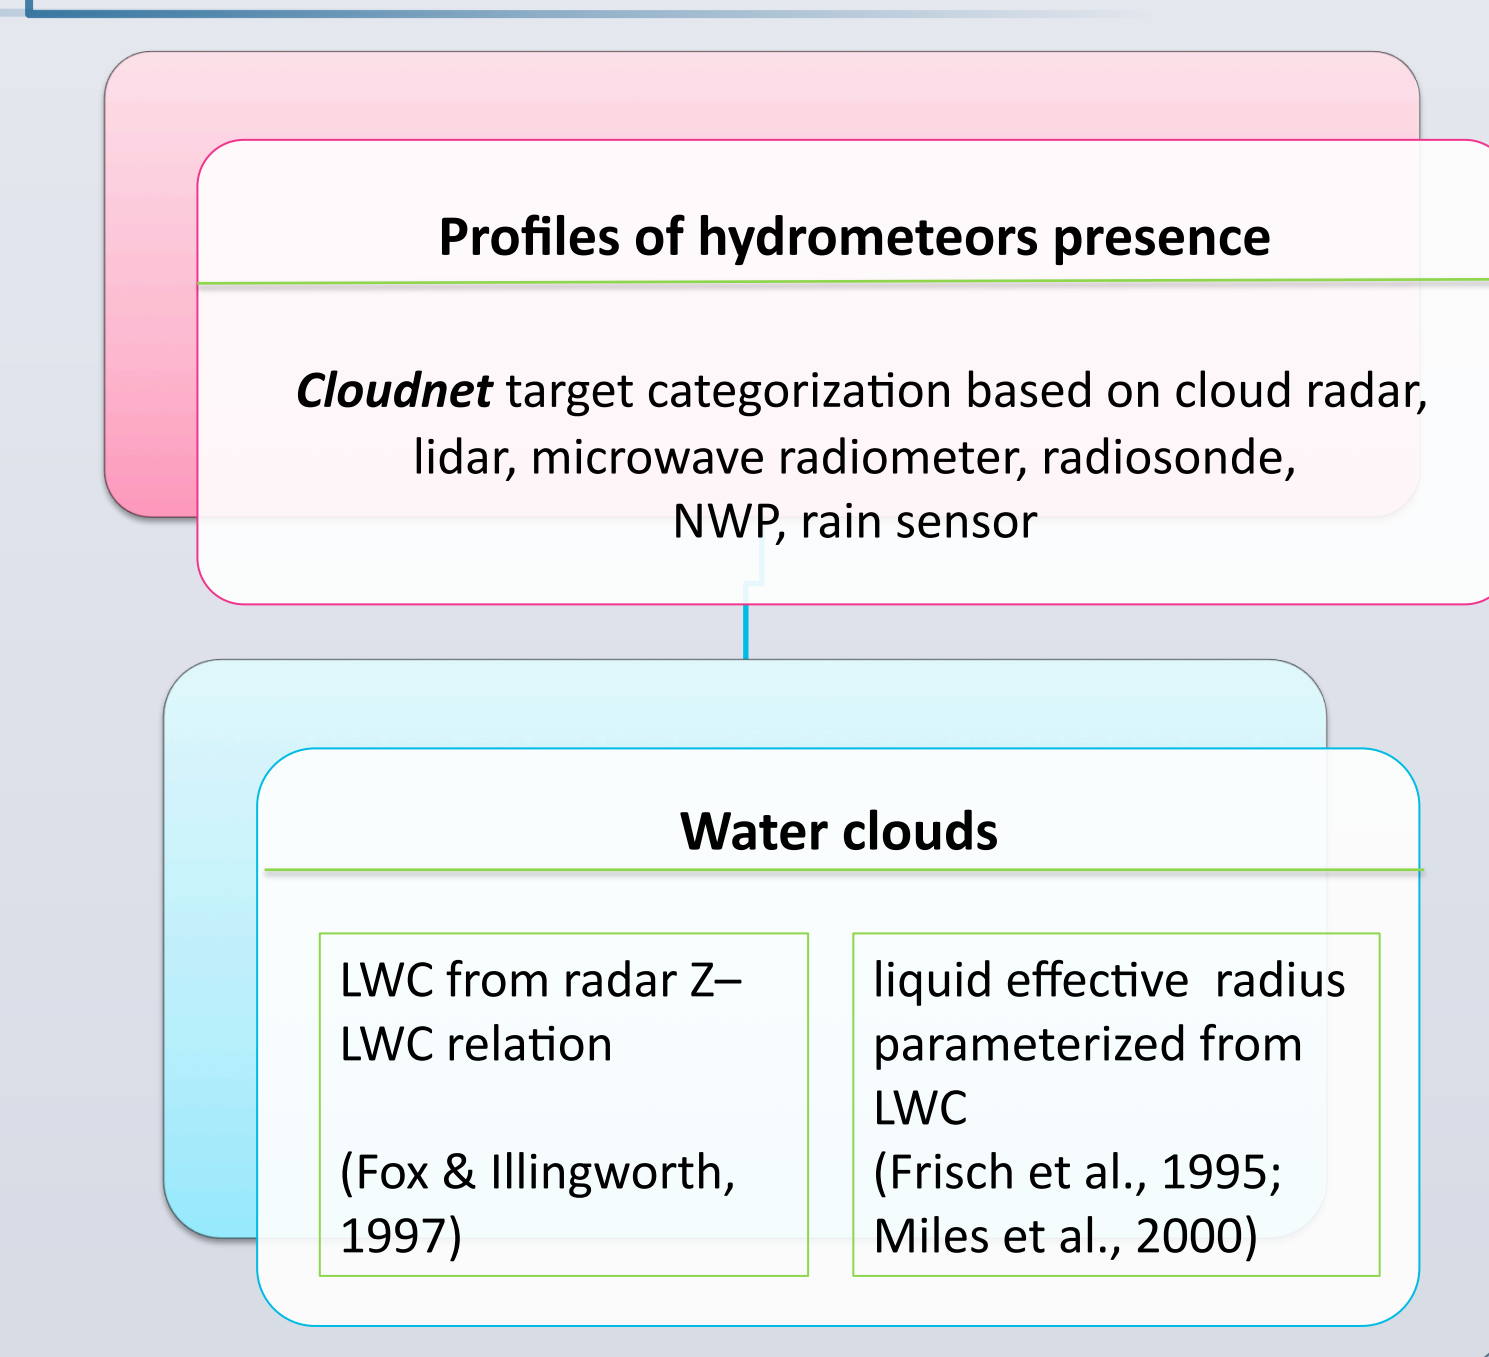 Profiles of hydrometeors presence
Cloudnet target categorization based on cloud radar,
lidar, microwave radiometer, radiosonde,
NWP, rain sensor
Water clouds
LWC from radar Z–
LWC relation
(Fox & Illingworth,
1997)
liquid effective  radius
parameterized from
LWC
(Frisch et al., 1995;
Miles et al., 2000)